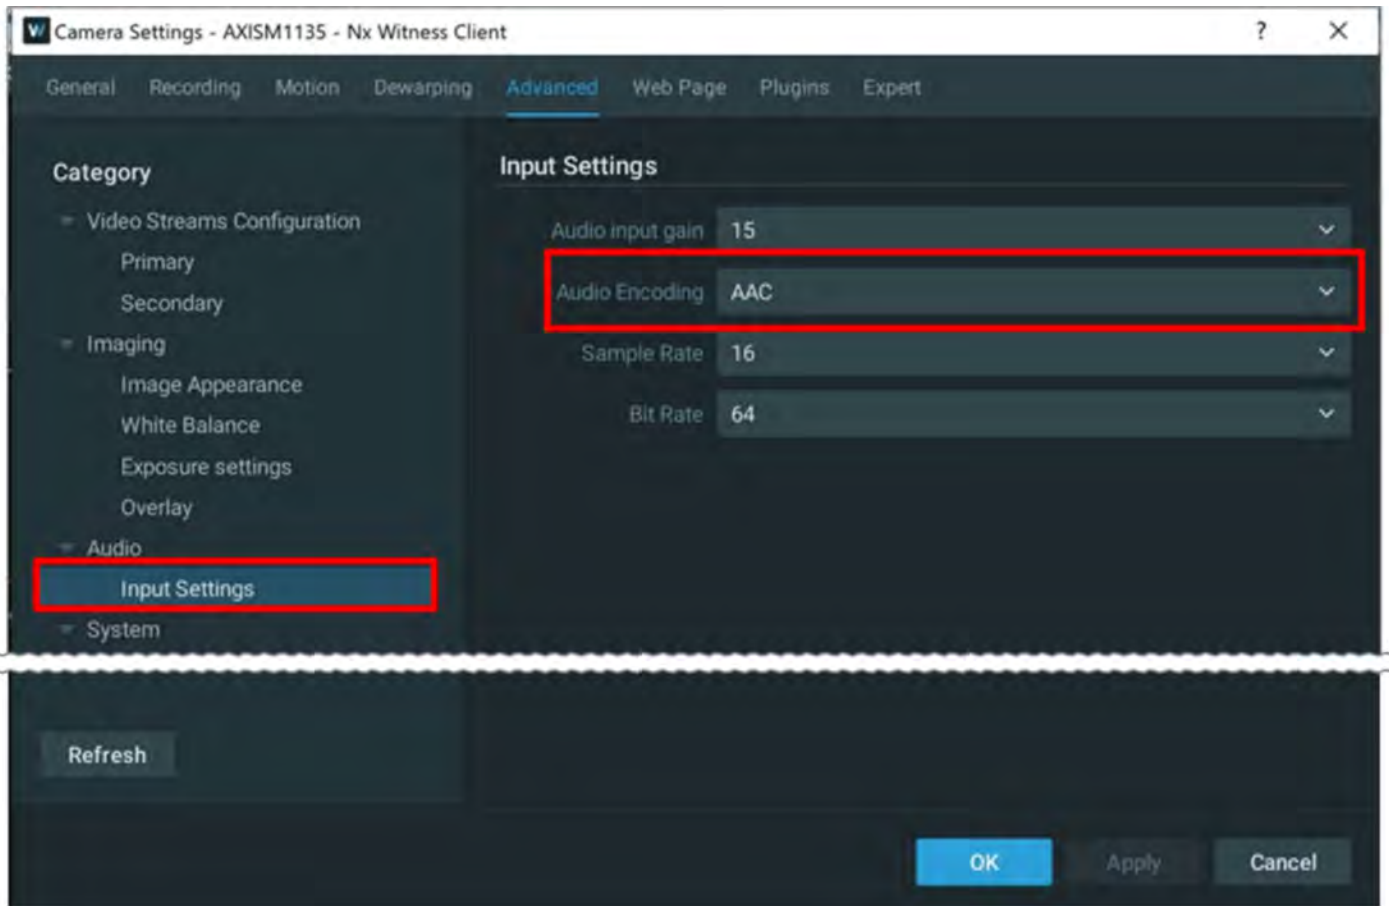 Camera Settings - AXISM1135 - Nx Witness Client ?
General Recording Motion Dewarping Advanced Web Page Plugins Expert
Category
Video Streams Configuration
Primary
Secondary
Imaging
Image Appearance
White Balance
Exposure settings
Overlay
Audio
Input Settings
System
Input Settings
Audio input gain 15
Audio Encoding AAC
Sample Rate 16
Bit Rate 64
Refresh
OK Apply Cancel